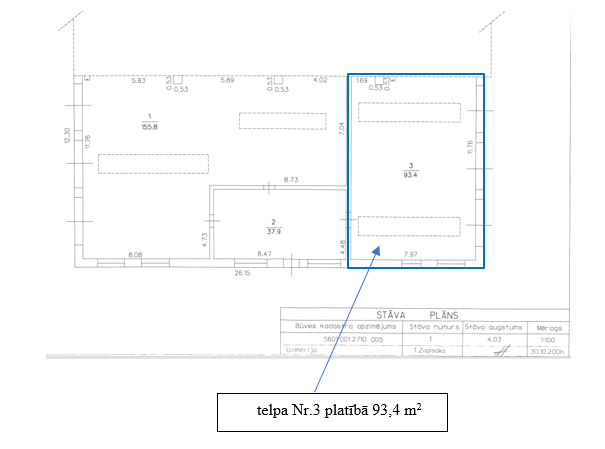 5.83 0.53 0.53 5.89 0.53 0.53 4.02 1.69 0.53 0.53
1
155.8
12.30 11.76 7.04 11.76
3
93.4
8.73
2
37.9
4.73 4.48
8.08 8.47 7.97
26.15
STĀVA PLĀNS
Būves kadastra apzīmējums Stāva numurs Stāva augstums Mērogs
5601 001 2710 005 1 4.03 1:100
Uzmērīja
30.10.200
telpa Nr.3 platībā 93,4 m²